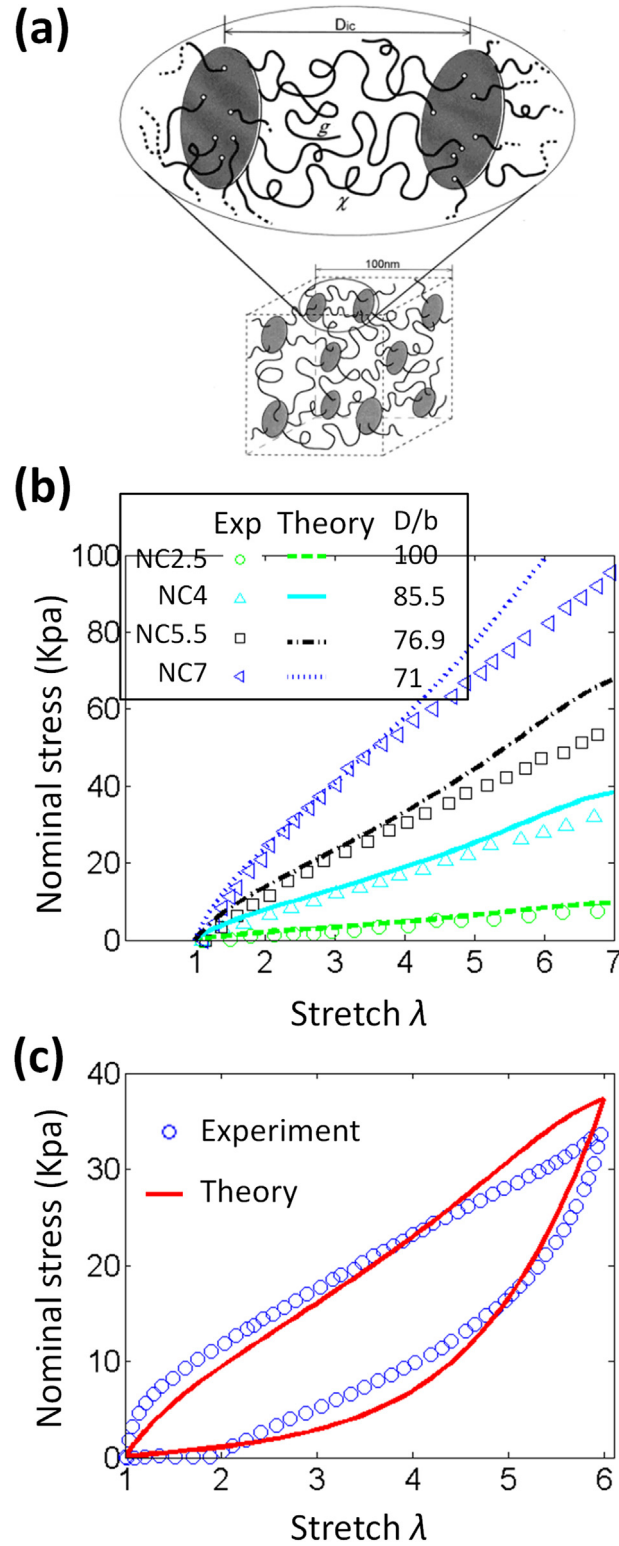 (a)
Dic
g
χ
100nm
(b)
Exp Theory D/b
NC2.5 100
NC4 85.5
NC5.5 76.9
NC7 71
100
80
60
40
20
0
1 2 3 4 5 6 7
Nominal stress (Kpa)
Stretch λ
(c)
40
30
20
10
0
1 2 3 4 5 6
Experiment
Theory
Nominal stress (Kpa)
Stretch λ